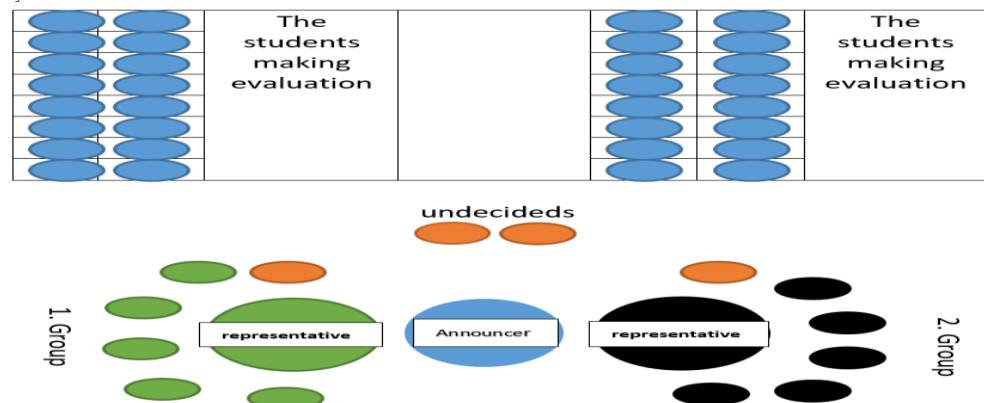 The
students
making
evaluation
The
students
making
evaluation
undecideds
1. Group
representative
Announcer
representative
2. Group